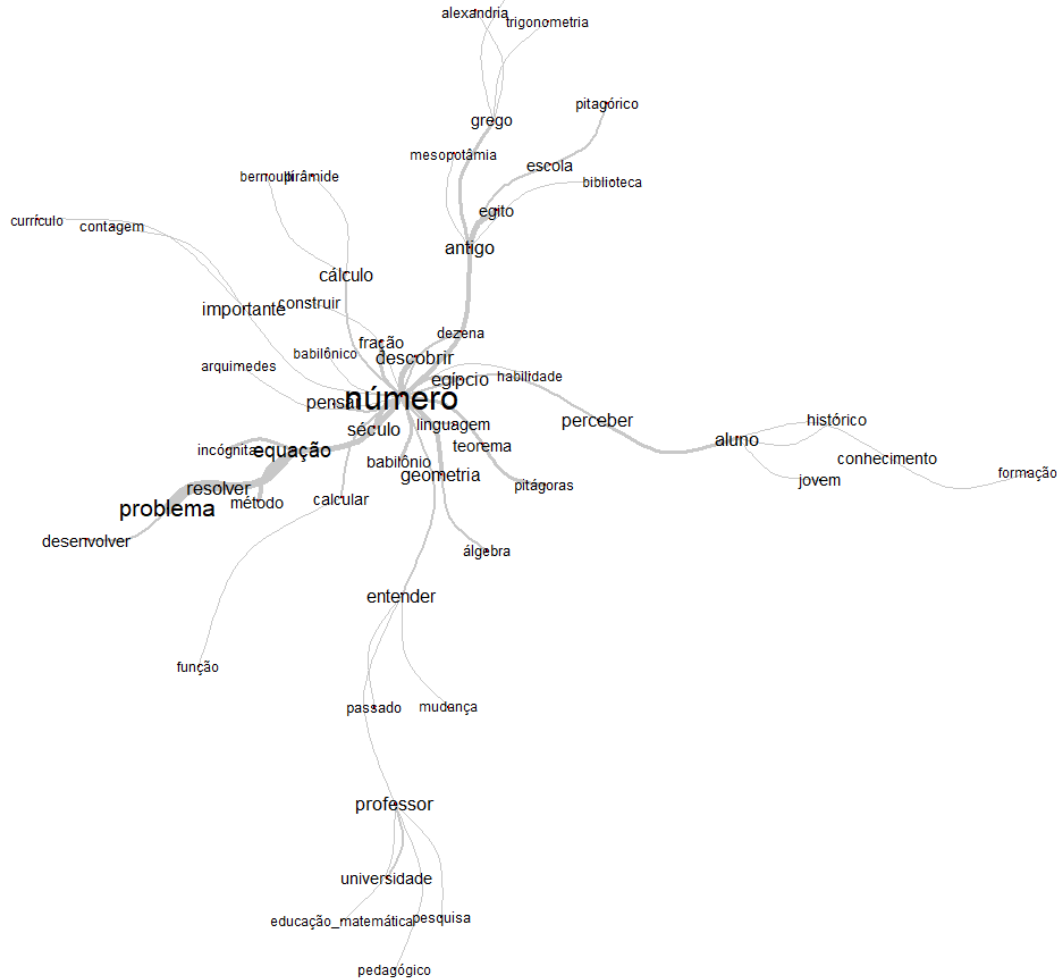 alexandria
trigonometria
pitagórico
grego
mesopotâmia
escola
bernoulli
pirâmide
biblioteca
egito
currículo
contagem
antigo
cálculo
importante
construir
dezena
fração
babilônico
descobrir
arquimedes
egípcio
habilidade
número
pensar
linguagem
perceber
histórico
século
aluno
incógnita
equação
teorema
babilônio
conhecimento
geometria
formação
resolver
método
calcular
pitágoras
jovem
problema
desenvolver
álgebra
entender
função
passado
mudança
professor
universidade
educação_matemática
pesquisa
pedagógico